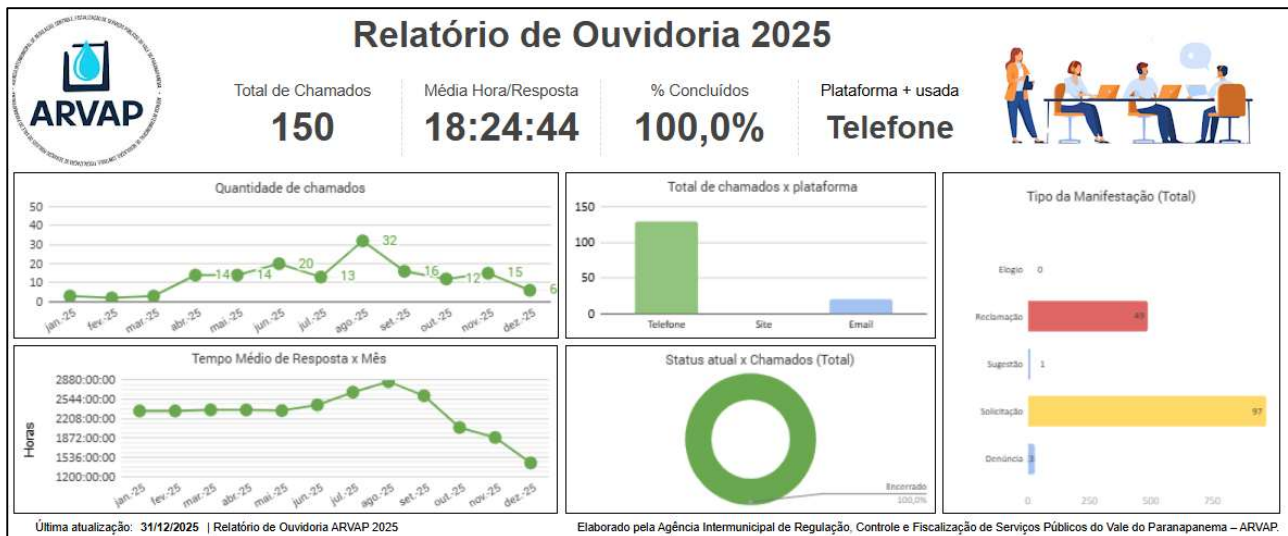 Relatório de Ouvidoria 2025
ARVAP
Total de Chamados
150
Média Hora/Resposta
18:24:44
% Concluídos
100,0%
Plataforma + usada
Telefone
Quantidade de chamados
50
40
30
20
10
0
14
14
20
13
32
16
12
15
6
jan.-25
fev.-25
mar.-25
abr.-25
mai.-25
jun.-25
jul.-25
ago.-25
set.-25
out.-25
nov.-25
dez.-25
Total de chamados x plataforma
150
100
50
0
Telefone
Site
Email
Tipo da Manifestação (Total)
Elogio 0
Reclamação 49
Sugestão 1
Solicitação 97
Denúncia 3
0 250 500 750
Tempo Médio de Resposta x Mês
Horas
2880:00:00
2544:00:00
2208:00:00
1872:00:00
1536:00:00
1200:00:00
jan.-25
fev.-25
mar.-25
abr.-25
mai.-25
jun.-25
jul.-25
ago.-25
set.-25
out.-25
nov.-25
dez.-25
Status atual x Chamados (Total)
Encerrado
100,0%
Última atualização: 31/12/2025 | Relatório de Ouvidoria ARVAP 2025
Elaborado pela Agência Intermunicipal de Regulação, Controle e Fiscalização de Serviços Públicos do Vale do Paranapanema – ARVAP.